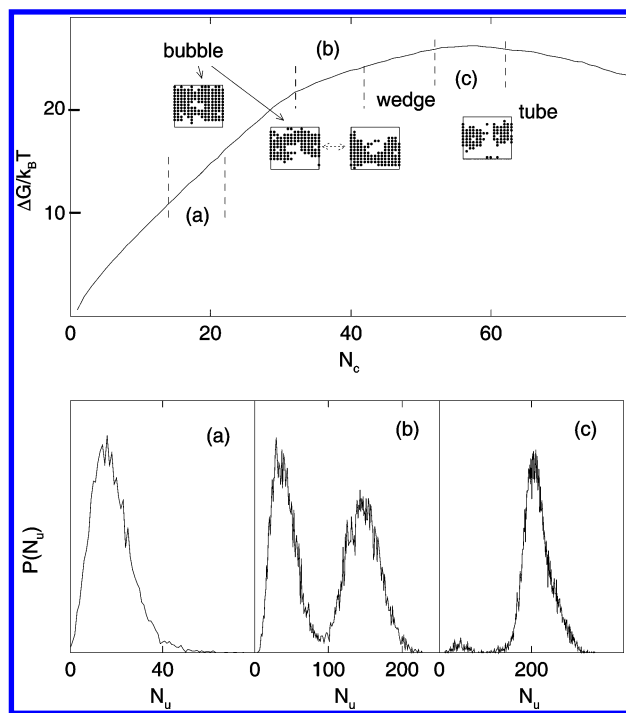 (b)
bubble
(c)
wedge
tube
20
ΔG/k_BT
(a)
10
0 20 40 60
N_c
(a) (b) (c)
P(N_u)
0 40 0 100 200 0 200
N_u N_u N_u